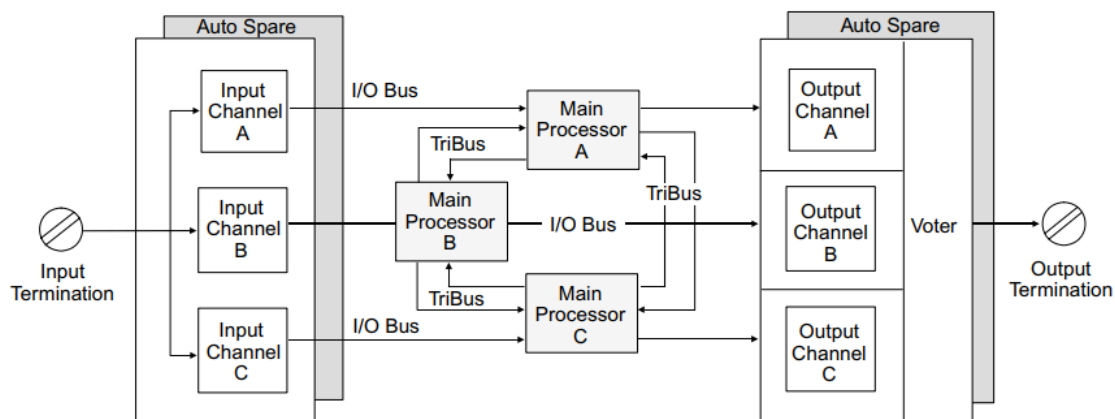 Auto Spare
Auto Spare
Input
Channel
A
I/O Bus
Main
Processor
A
Output
Channel
A
TriBus
TriBus
Input
Channel
B
Main
Processor
B
I/O Bus
Output
Channel
B
Voter
Input
Termination
Output
Termination
TriBus
Main
Processor
C
I/O Bus
Input
Channel
C
Output
Channel
C